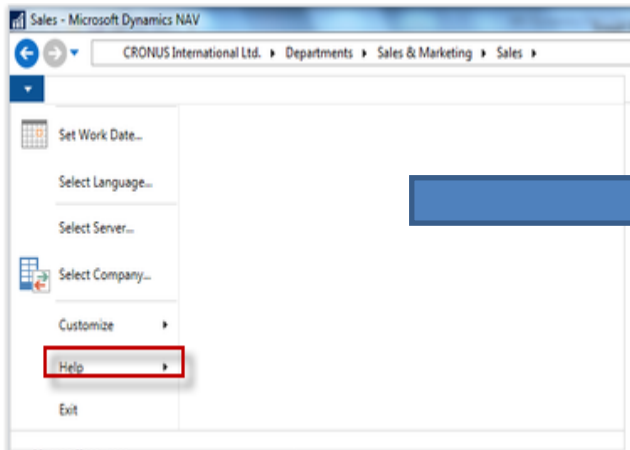 Sales - Microsoft Dynamics NAV
CRONUS International Ltd. ▸ Departments ▸ Sales & Marketing ▸ Sales ▸
Set Work Date...
Select Language...
Select Server...
Select Company...
Customize
Help
Exit